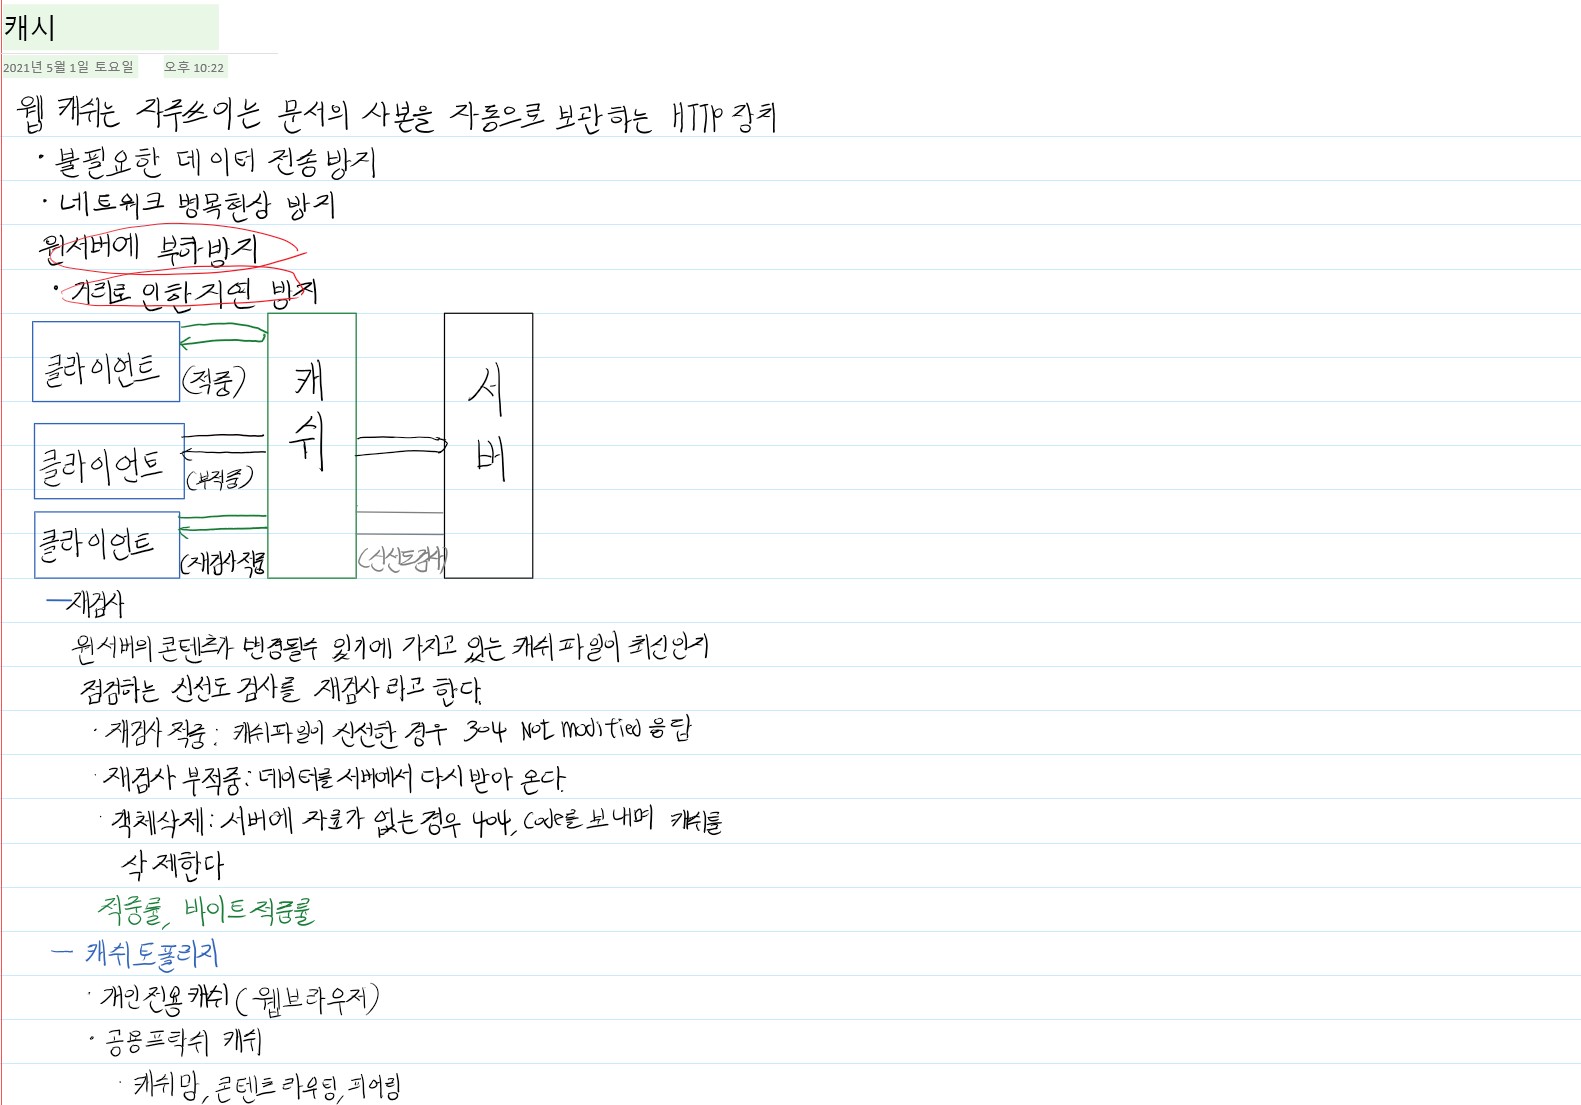 캐시
2021년 5월 1일 토요일 오후 10:22
웹 캐쉬는 자주쓰이는 문서의 사본을 자동으로 보관하는 HTTP 장치
· 불필요한 데이터 전송 방지
· 네트워크 병목현상 방지
원서버에 부하방지
· 거리로 인한 지연 방지
클라이언트 (적중) 캐쉬 서버
클라이언트 (부적중)
클라이언트 (재검사 적중 (신선도검사)
— 재검사
원서버의 콘텐츠가 변경될수 있기에 가지고 있는 캐쉬 파일이 최신인지
점검하는 신선도 검사를 재검사 라고 한다.
· 재검사 적중 : 캐쉬파일이 신선한 경우 304 Not modified 응답
· 재검사 부적중 : 데이터를 서버에서 다시 받아 온다.
· 객체삭제 : 서버에 자료가 없는 경우 404, Code를 보내며 캐쉬를
삭제한다
적중률, 바이트 적중률
— 캐쉬 토폴리지
· 개인 전용 캐쉬 ( 웹브라우저)
· 공용프락쉬 캐쉬
· 캐쉬맘, 콘텐트 라우팅, 피어링